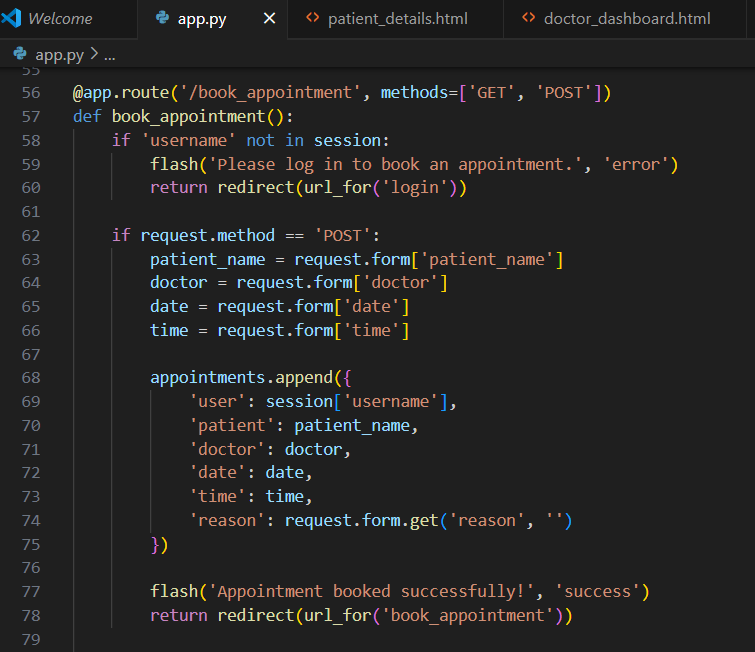 Welcome
app.py
patient_details.html
doctor_dashboard.html
app.py > ...
55
56 @app.route('/book_appointment', methods=['GET', 'POST'])
57 def book_appointment():
58     if 'username' not in session:
59         flash('Please log in to book an appointment.', 'error')
60         return redirect(url_for('login'))
61
62     if request.method == 'POST':
63         patient_name = request.form['patient_name']
64         doctor = request.form['doctor']
65         date = request.form['date']
66         time = request.form['time']
67
68         appointments.append({
69             'user': session['username'],
70             'patient': patient_name,
71             'doctor': doctor,
72             'date': date,
73             'time': time,
74             'reason': request.form.get('reason', '')
75         })
76
77         flash('Appointment booked successfully!', 'success')
78         return redirect(url_for('book_appointment'))
79